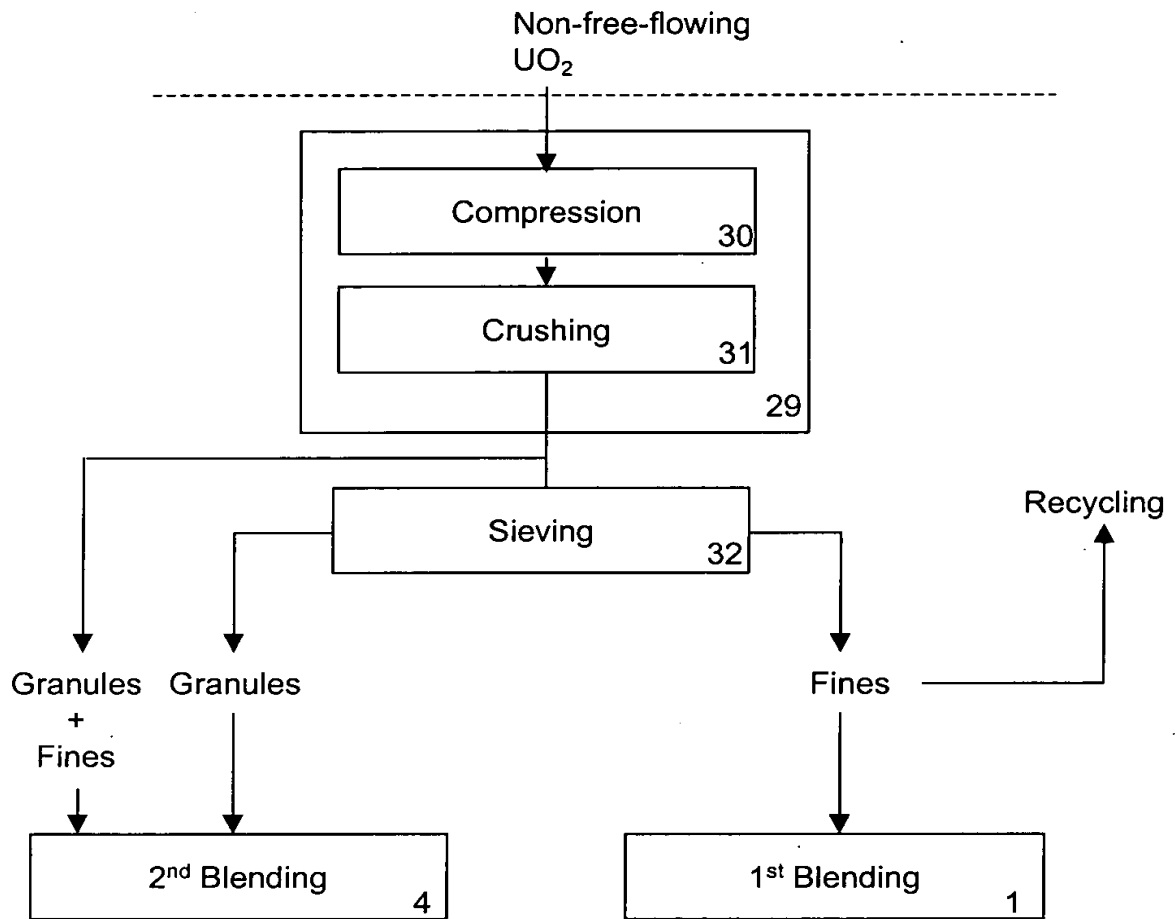 Non-free-flowing
UO₂
Compression
30
Crushing
31
29
Sieving
32
Recycling
Granules
+
Fines
Granules
Fines
2nd Blending
4
1st Blending
1